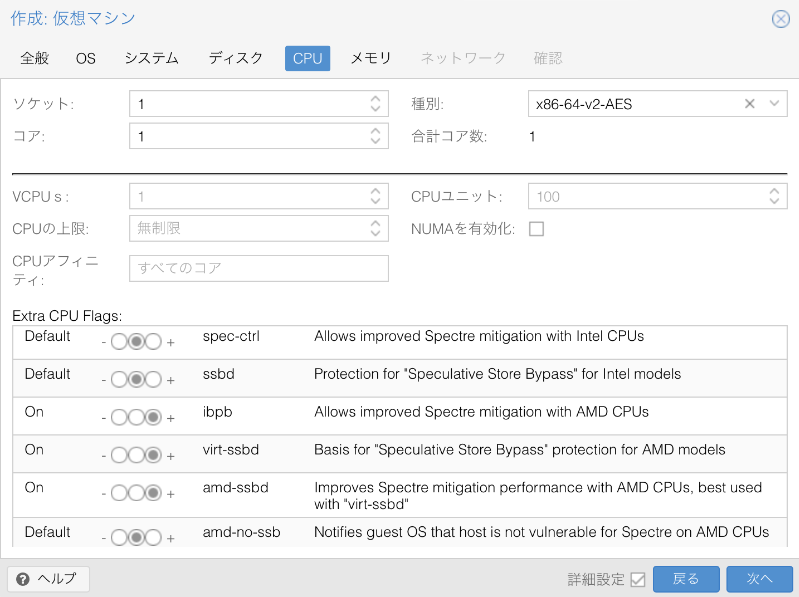 作成: 仮想マシン
全般 OS システム ディスク CPU メモリ ネットワーク 確認
ソケット: 1 種別: x86-64-v2-AES
コア: 1 合計コア数: 1
VCPUｓ: 1 CPUユニット: 100
CPUの上限: 無制限 NUMAを有効化:
CPUアフィニ
ティ: すべてのコア
Extra CPU Flags:
Default - + spec-ctrl Allows improved Spectre mitigation with Intel CPUs
Default - + ssbd Protection for "Speculative Store Bypass" for Intel models
On - + ibpb Allows improved Spectre mitigation with AMD CPUs
On - + virt-ssbd Basis for "Speculative Store Bypass" protection for AMD models
On - + amd-ssbd Improves Spectre mitigation performance with AMD CPUs, best used
with "virt-ssbd"
Default - + amd-no-ssb Notifies guest OS that host is not vulnerable for Spectre on AMD CPUs
? ヘルプ 詳細設定 戻る 次へ